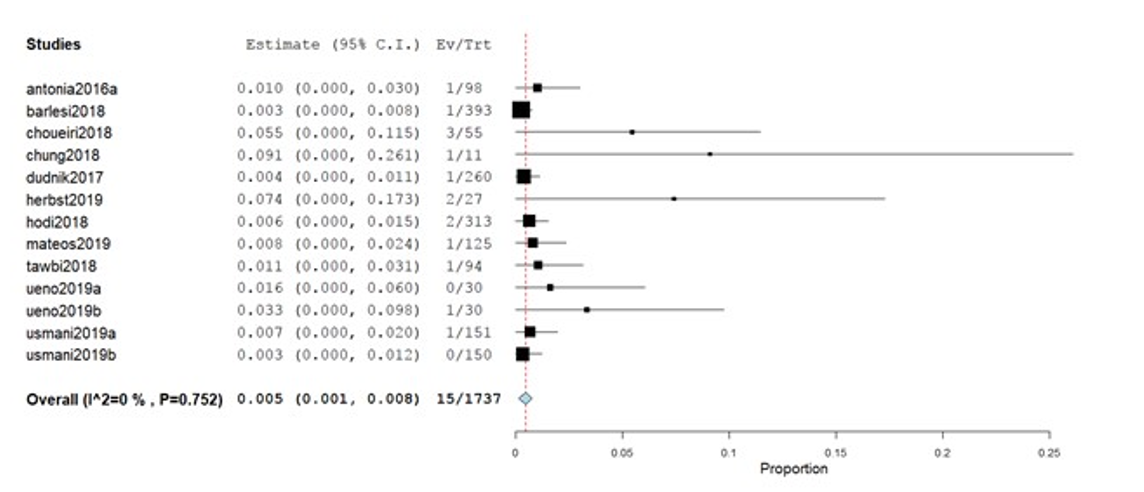 Studies Estimate (95% C.I.) Ev/Trt
antonia2016a 0.010 (0.000, 0.030) 1/98
barlesi2018 0.003 (0.000, 0.008) 1/393
choueiri2018 0.055 (0.000, 0.115) 3/55
chung2018 0.091 (0.000, 0.261) 1/11
dudnik2017 0.004 (0.000, 0.011) 1/260
herbst2019 0.074 (0.000, 0.173) 2/27
hodi2018 0.006 (0.000, 0.015) 2/313
mateos2019 0.008 (0.000, 0.024) 1/125
tawbi2018 0.011 (0.000, 0.031) 1/94
ueno2019a 0.016 (0.000, 0.060) 0/30
ueno2019b 0.033 (0.000, 0.098) 1/30
usmani2019a 0.007 (0.000, 0.020) 1/151
usmani2019b 0.003 (0.000, 0.012) 0/150
Overall (I^2=0 % , P=0.752) 0.005 (0.001, 0.008) 15/1737
0 0.05 0.1 0.15 0.2 0.25
Proportion